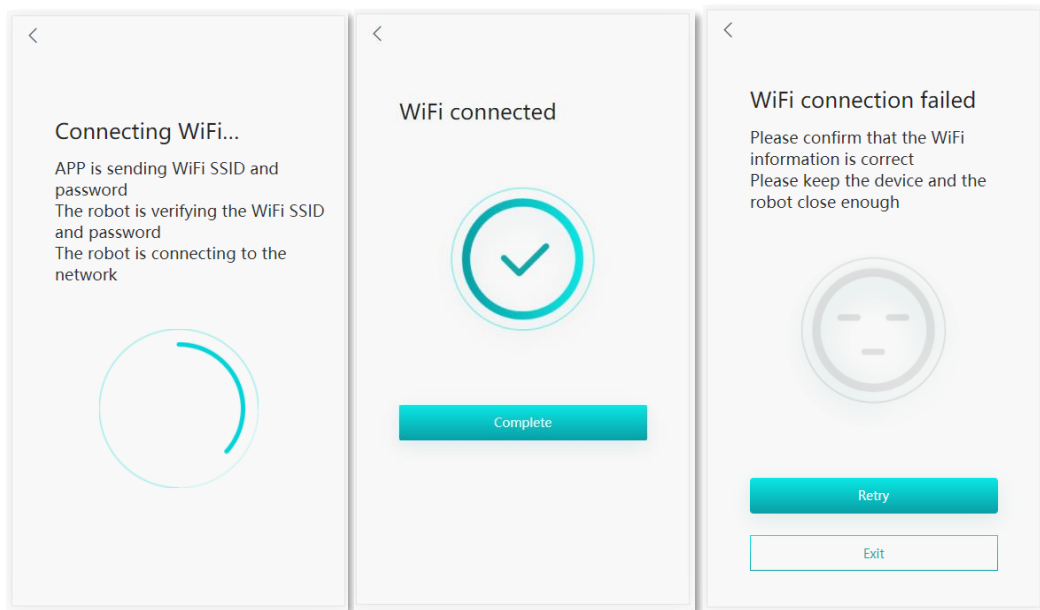 Connecting WiFi...
APP is sending WiFi SSID and
password
The robot is verifying the WiFi SSID
and password
The robot is connecting to the
network
WiFi connected
Complete
WiFi connection failed
Please confirm that the WiFi
information is correct
Please keep the device and the
robot close enough
Retry
Exit